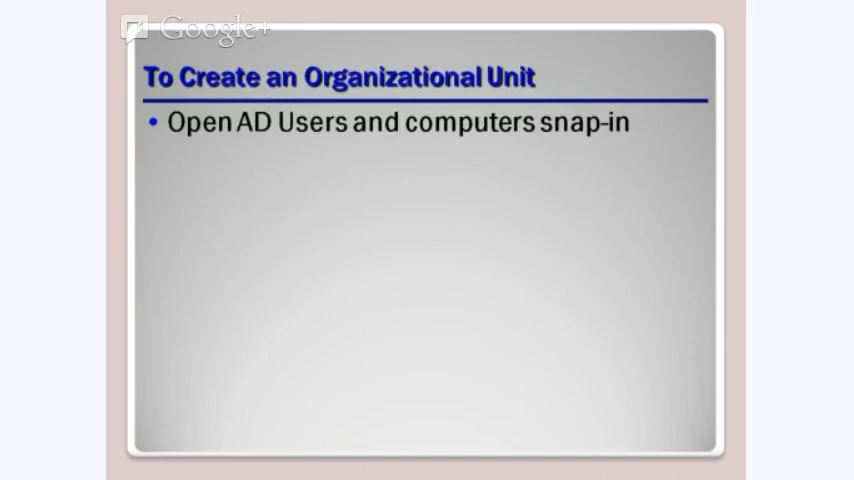 Google+
To Create an Organizational Unit
• Open AD Users and computers snap-in